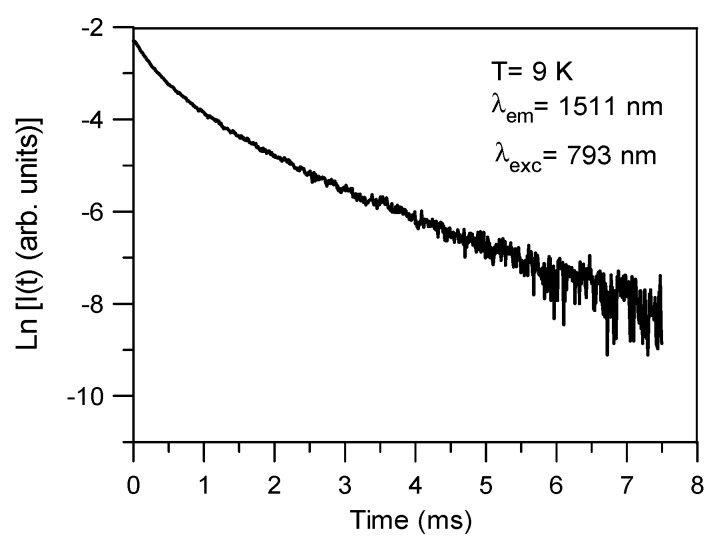 -2
T= 9 K
λem= 1511 nm
-4
λexc= 793 nm
-6
-8
-10
Ln [I(t) (arb. units)]
0 1 2 3 4 5 6 7 8
Time (ms)